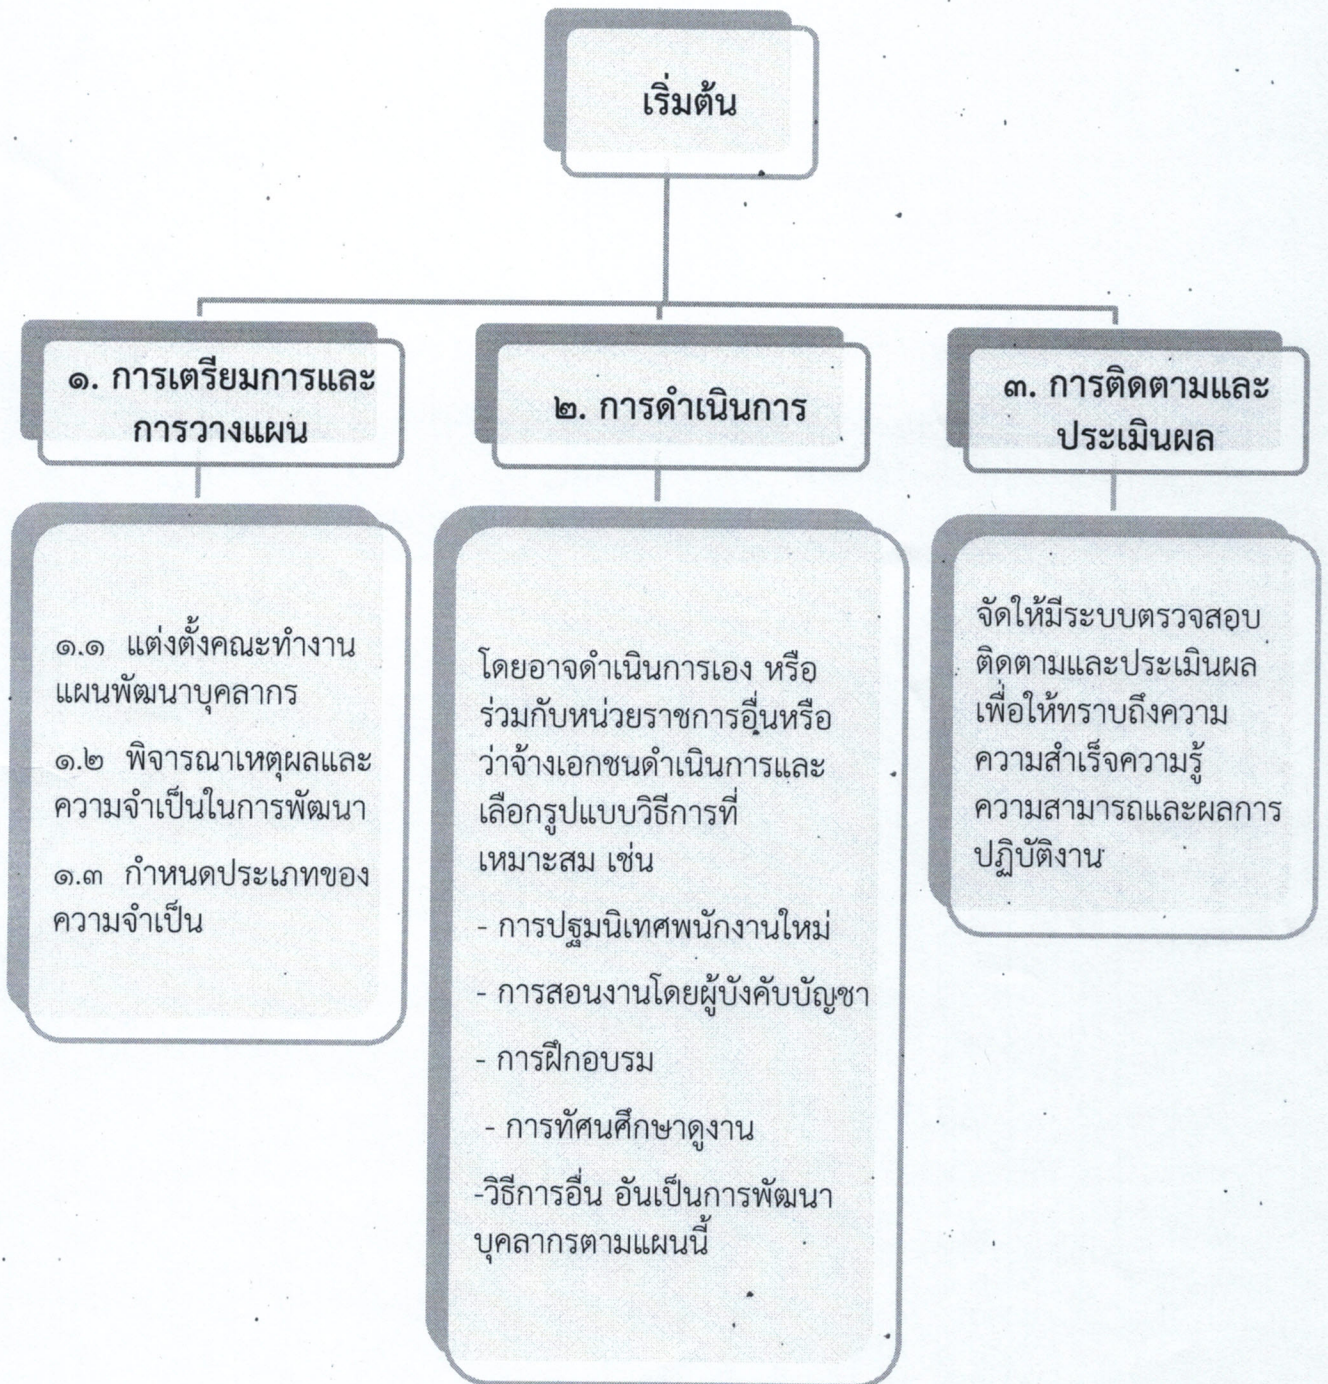 เริ่มต้น
๑. การเตรียมการและ
การวางแผน
๑.๑ แต่งตั้งคณะทำงาน
แผนพัฒนาบุคลากร
๑.๒ พิจารณาเหตุผลและ
ความจำเป็นในการพัฒนา
๑.๓ กำหนดประเภทของ
ความจำเป็น
๒. การดำเนินการ
โดยอาจดำเนินการเอง หรือ
ร่วมกับหน่วยราชการอื่นหรือ
ว่าจ้างเอกชนดำเนินการและ
เลือกรูปแบบวิธีการที่
เหมาะสม เช่น
- การปฐมนิเทศพนักงานใหม่
- การสอนงานโดยผู้บังคับบัญชา
- การฝึกอบรม
- การทัศนศึกษาดูงาน
-วิธีการอื่น อันเป็นการพัฒนา
บุคลากรตามแผนนี้
๓. การติดตามและ
ประเมินผล
จัดให้มีระบบตรวจสอบ
ติดตามและประเมินผล
เพื่อให้ทราบถึงความ
ความสำเร็จความรู้
ความสามารถและผลการ
ปฏิบัติงาน